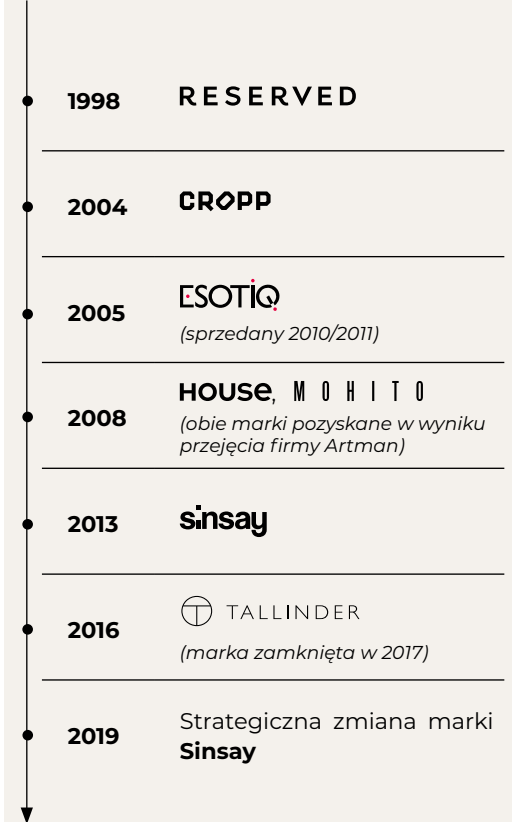 1998 RESERVED
2004 CROPP
ESOTIQ
2005
(sprzedany 2010/2011)
HOUSE, MOHITO
2008
(obie marki pozyskane w wyniku
przejęcia firmy Artman)
2013 sinsay
TALLINDER
2016
(marka zamknięta w 2017)
Strategiczna zmiana marki
2019
Sinsay